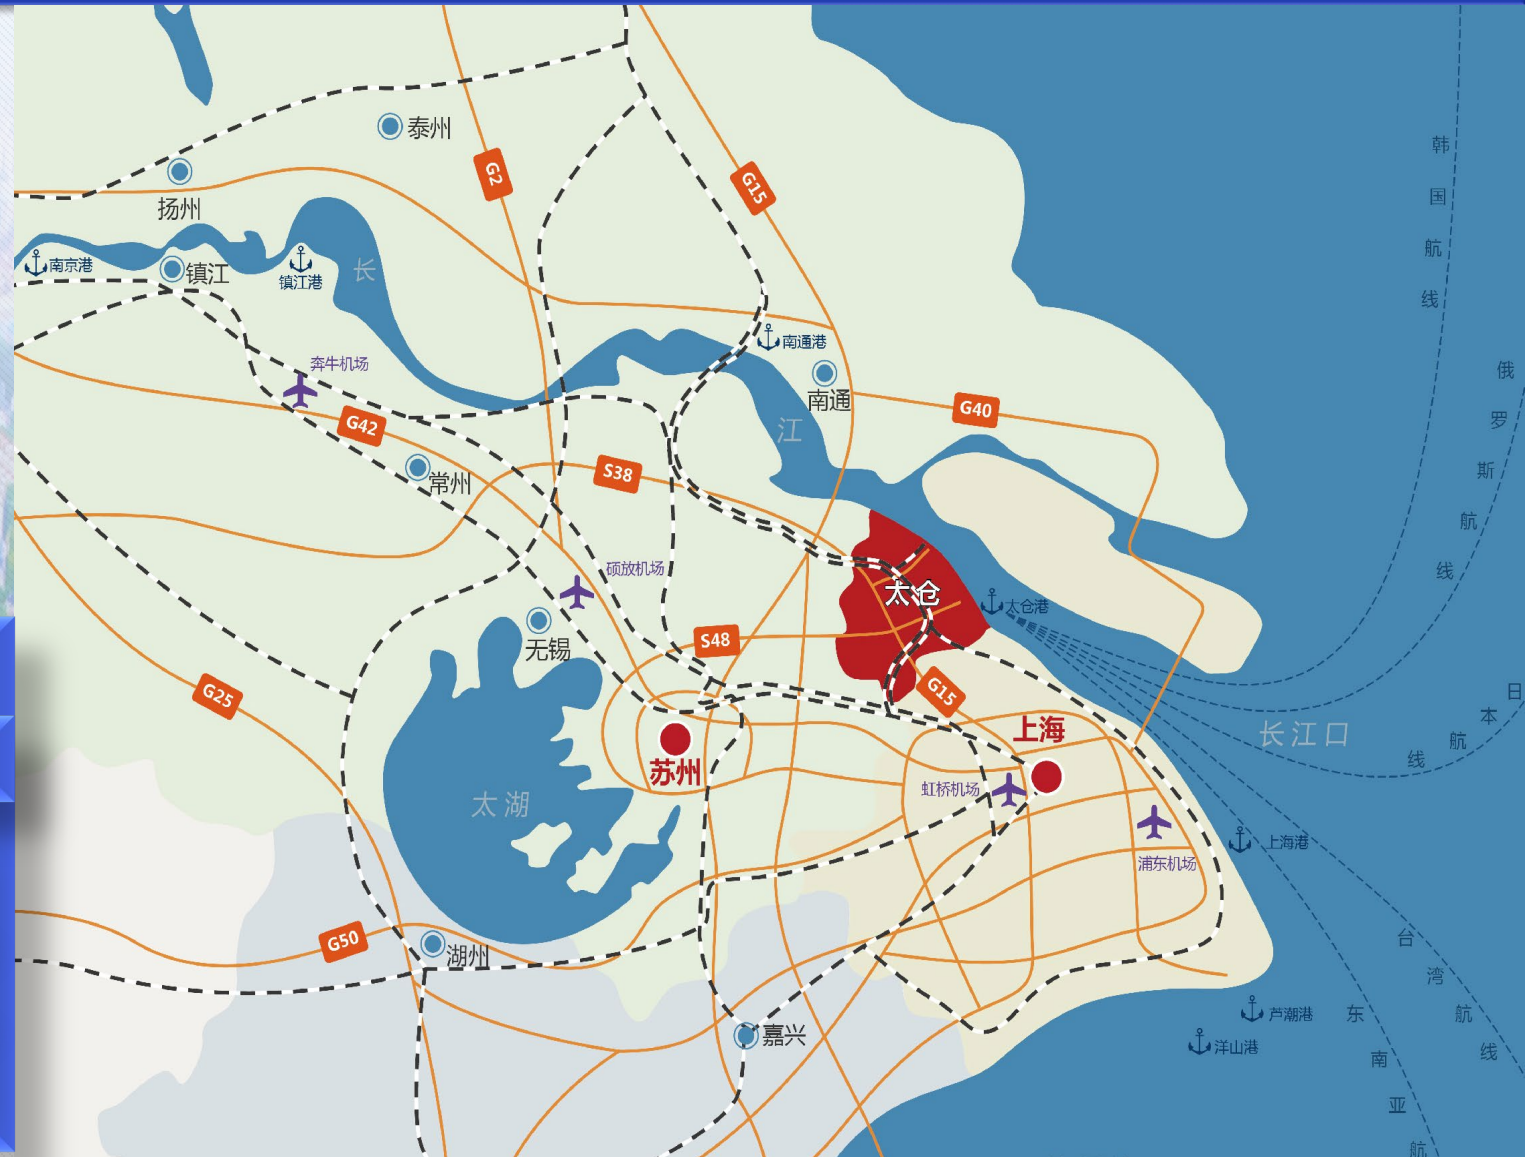 泰州
G2
G15
韩国航线
扬州
南京港
镇江
镇江港
长
南通港
奔牛机场
南通
俄罗斯航线
G42
G40
江
常州
S38
硕放机场
太仓
太仓港
无锡
S48
G25
G15
日本航线
上海
长江口
苏州
虹桥机场
太湖
上海港
浦东机场
G50
湖州
台湾航线
芦潮港
东南亚航
嘉兴
洋山港